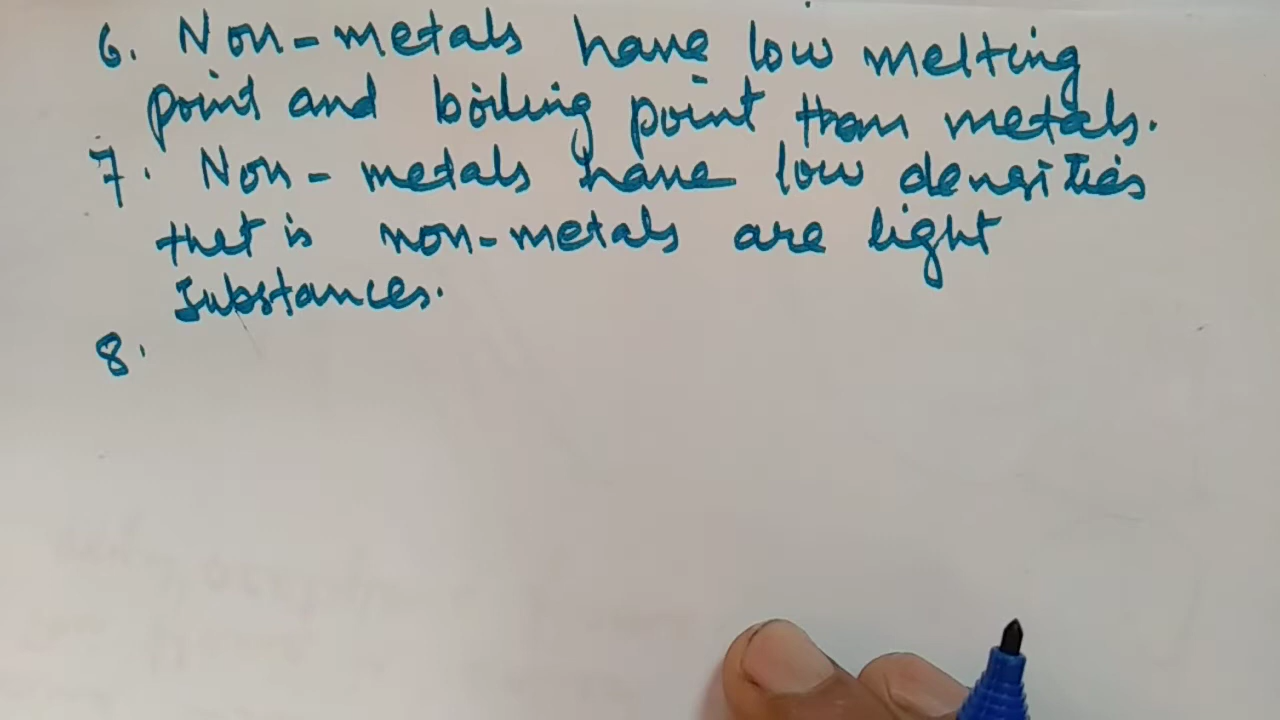 6. Non-metals have low melting
point and boiling point than metals.
7. Non-metals have low densities
that is non-metals are light
substances.
8.